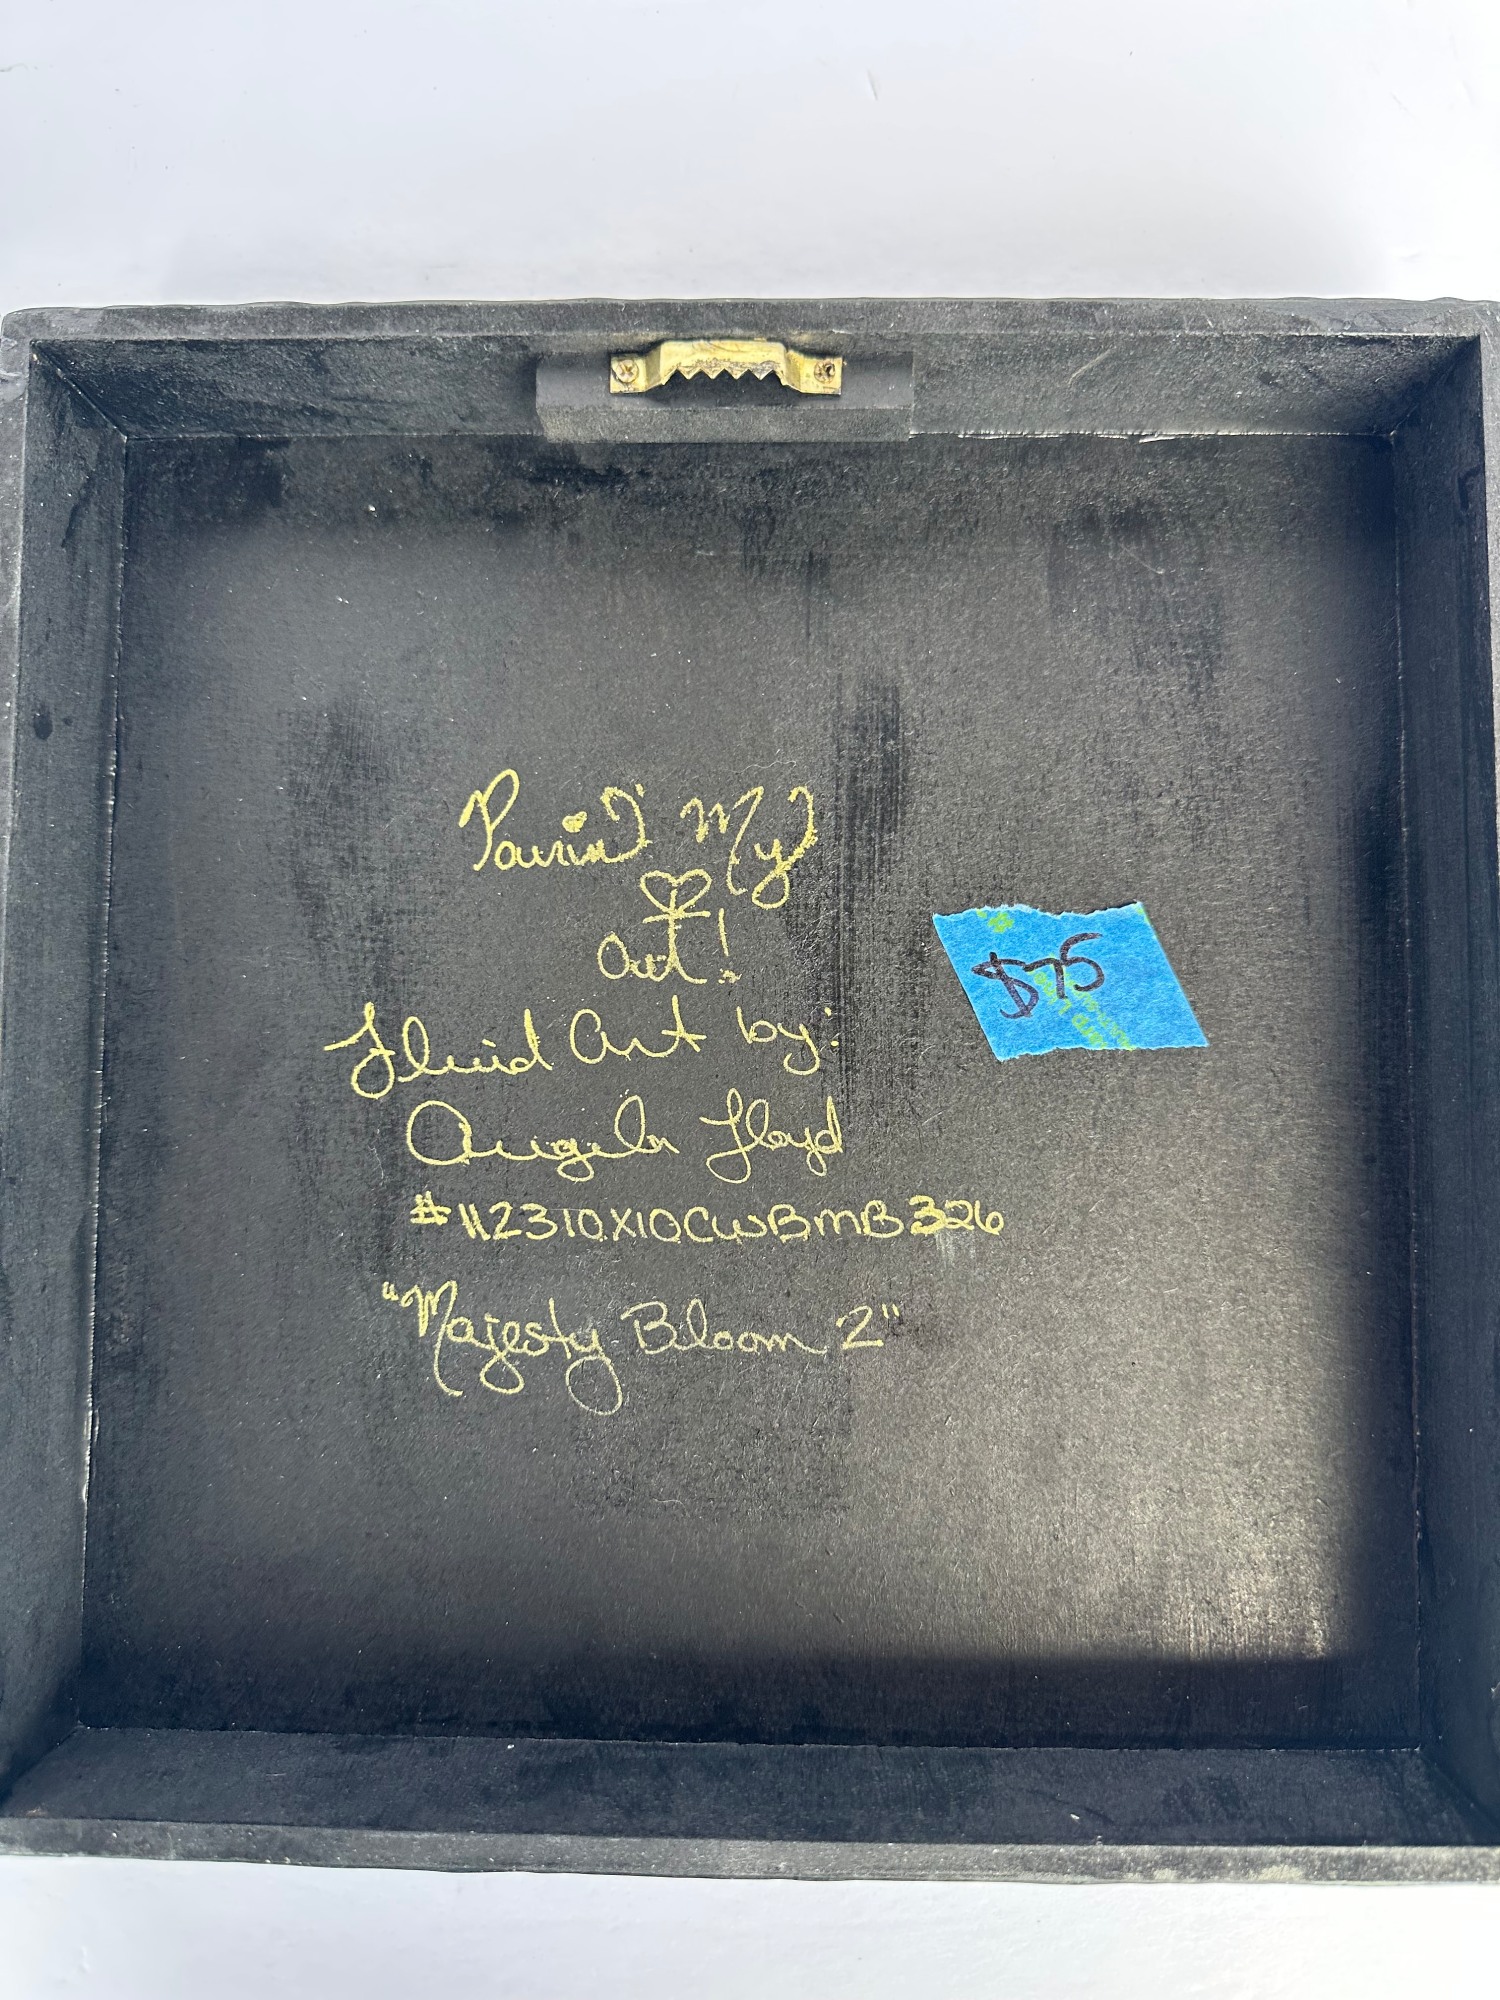 Pourin' My
♡
Out!
Fluid Art by:
Angela Floyd
#112310X10CWBMB326
"Majesty Bloom 2"
$75